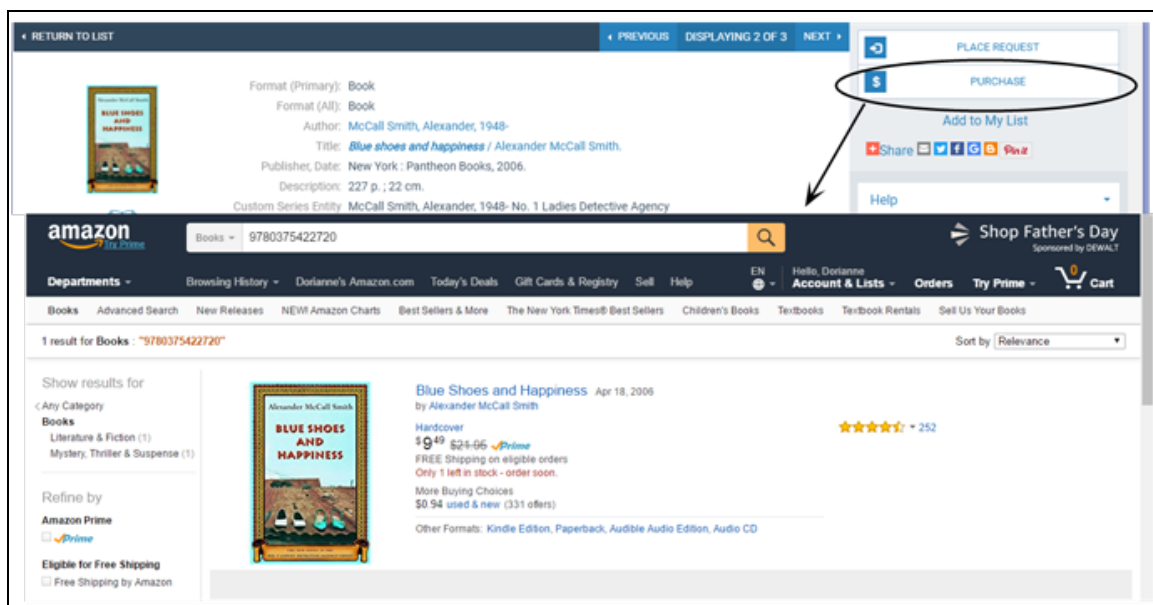 RETURN TO LIST
PREVIOUS DISPLAYING 2 OF 3 NEXT
PLACE REQUEST
$ PURCHASE
Add to My List
Share Pin it
Help
Alexander McCall Smith
BLUE SHOES
AND
HAPPINESS
Format (Primary): Book
Format (All): Book
Author: McCall Smith, Alexander, 1948-
Title: Blue shoes and happiness / Alexander McCall Smith.
Publisher, Date: New York : Pantheon Books, 2006.
Description: 227 p. ; 22 cm.
Custom Series Entity McCall Smith, Alexander, 1948- No. 1 Ladies Detective Agency
amazon
Try Prime
Books 9780375422720
Shop Father's Day
Sponsored by DEWALT
Departments Browsing History Dorianne's Amazon.com Today's Deals Gift Cards & Registry Sell Help
EN
Hello, Dorianne
Account & Lists Orders Try Prime 0 Cart
Books Advanced Search New Releases NEW! Amazon Charts Best Sellers & More The New York Times® Best Sellers Children's Books Textbooks Textbook Rentals Sell Us Your Books
1 result for Books : "9780375422720"
Sort by Relevance
Show results for
Any Category
Books
Literature & Fiction (1)
Mystery, Thriller & Suspense (1)
Refine by
Amazon Prime
Prime
Eligible for Free Shipping
Free Shipping by Amazon
Alexander McCall Smith
BLUE SHOES
AND
HAPPINESS
Blue Shoes and Happiness Apr 18, 2006
by Alexander McCall Smith
Hardcover
$9.49 $21.95 Prime
FREE Shipping on eligible orders
Only 1 left in stock - order soon.
More Buying Choices
$0.94 used & new (331 offers)
Other Formats: Kindle Edition, Paperback, Audible Audio Edition, Audio CD
252